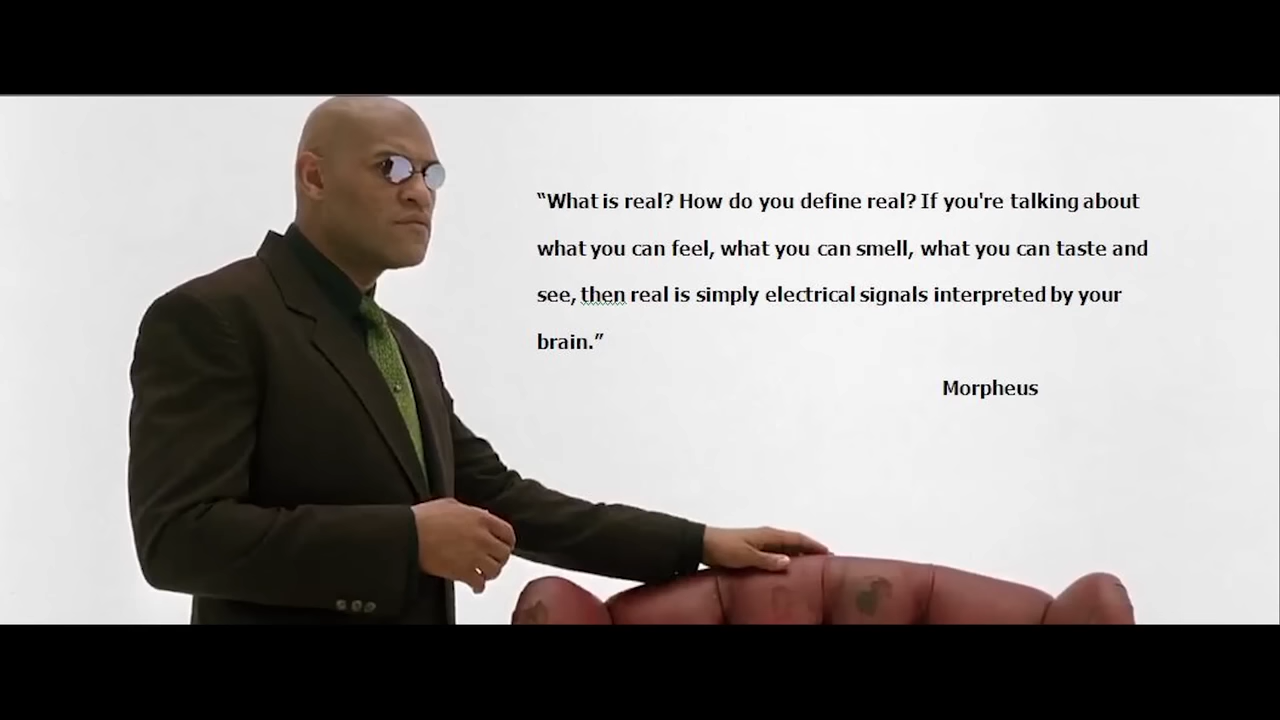 “What is real? How do you define real? If you're talking about
what you can feel, what you can smell, what you can taste and
see, then real is simply electrical signals interpreted by your
brain.”
Morpheus